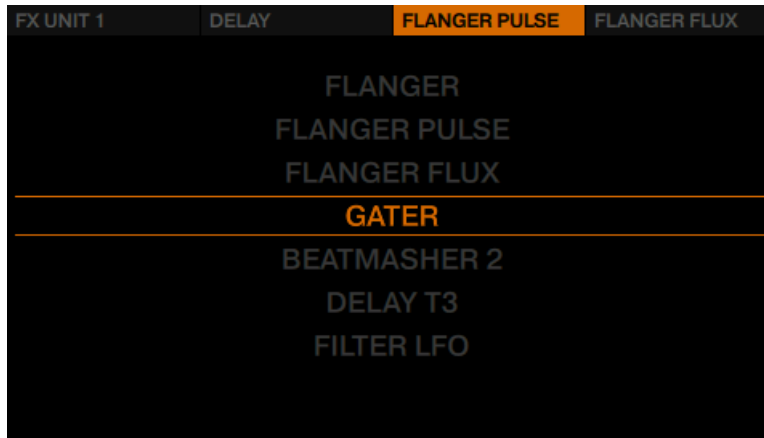 FX UNIT 1 DELAY FLANGER PULSE FLANGER FLUX
FLANGER
FLANGER PULSE
FLANGER FLUX
GATER
BEATMASHER 2
DELAY T3
FILTER LFO